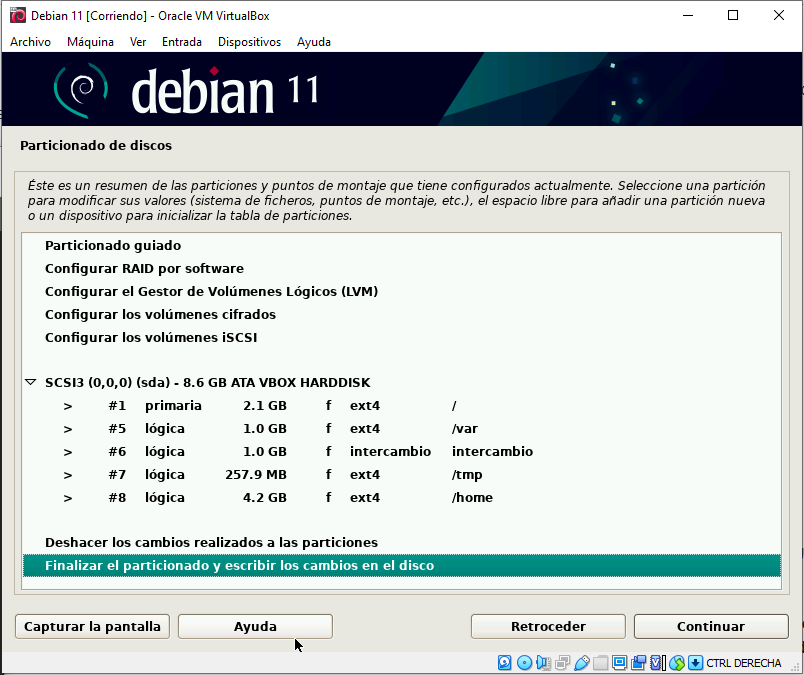 Debian 11 [Corriendo] - Oracle VM VirtualBox
Archivo Máquina Ver Entrada Dispositivos Ayuda
debian 11
Particionado de discos
Éste es un resumen de las particiones y puntos de montaje que tiene configurados actualmente. Seleccione una partición
para modificar sus valores (sistema de ficheros, puntos de montaje, etc.), el espacio libre para añadir una partición nueva
o un dispositivo para inicializar la tabla de particiones.
Particionado guiado
Configurar RAID por software
Configurar el Gestor de Volúmenes Lógicos (LVM)
Configurar los volúmenes cifrados
Configurar los volúmenes iSCSI
SCSI3 (0,0,0) (sda) - 8.6 GB ATA VBOX HARDDISK
> #1 primaria 2.1 GB f ext4 /
> #5 lógica 1.0 GB f ext4 /var
> #6 lógica 1.0 GB f intercambio intercambio
> #7 lógica 257.9 MB f ext4 /tmp
> #8 lógica 4.2 GB f ext4 /home
Deshacer los cambios realizados a las particiones
Finalizar el particionado y escribir los cambios en el disco
Capturar la pantalla Ayuda Retroceder Continuar
CTRL DERECHA